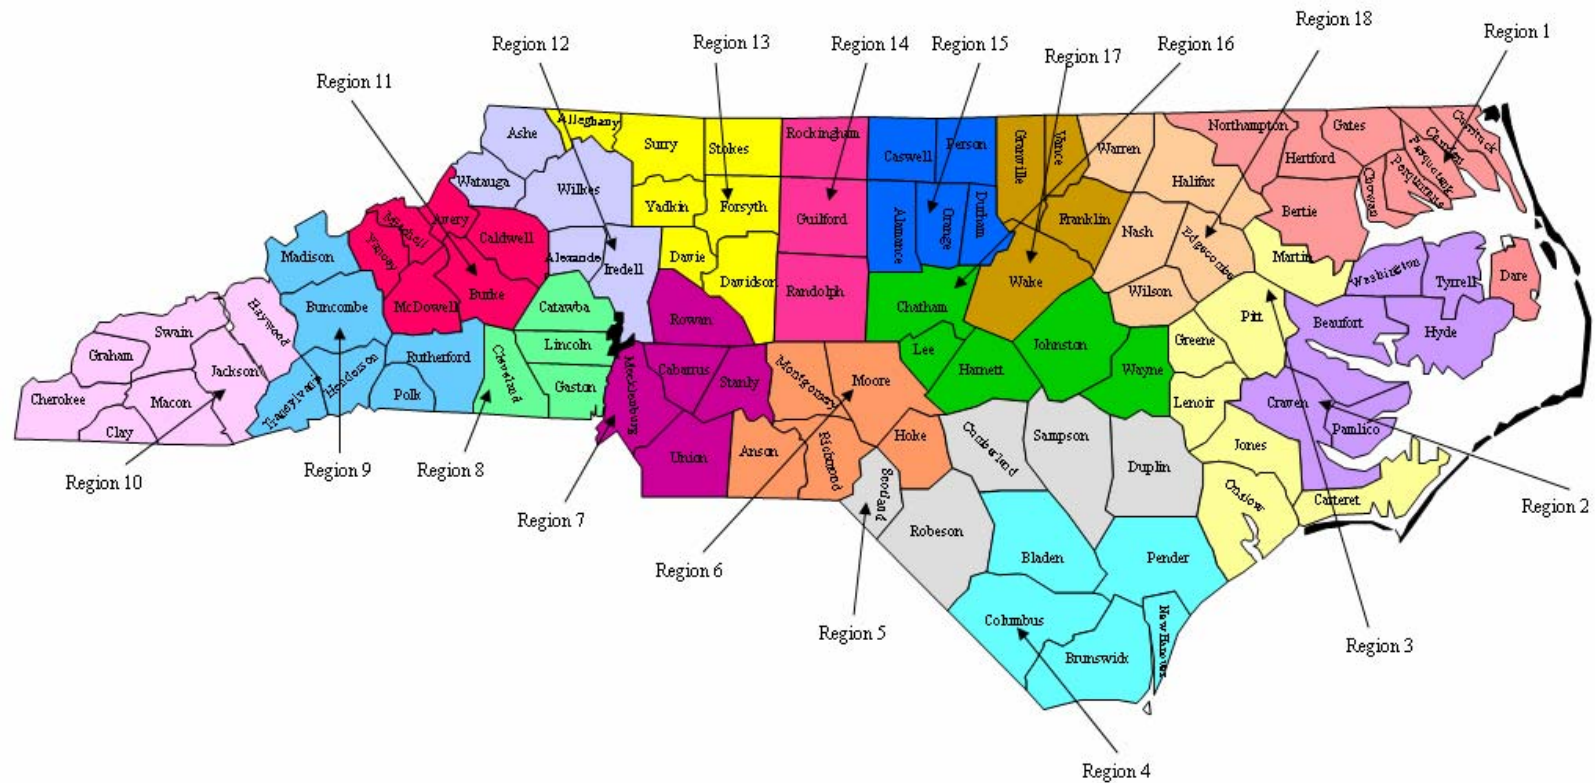 Region 18
Region 1
Region 12
Region 13
Region 14
Region 15
Region 16
Region 17
Region 11
Alleghany
Ashe
Surry
Stokes
Rockingham
Caswell
Person
Granville
Vance
Warren
Northampton
Gates
Currituck
Camden
Pasquotank
Perquimans
Hertford
Halifax
Chowan
Bertie
Watauga
Wilkes
Yadkin
Forsyth
Guilford
Alamance
Orange
Durham
Franklin
Nash
Edgecombe
Martin
Washington
Tyrrell
Dare
Mitchell
Avery
Yancey
Caldwell
Alexander
Iredell
Davie
Davidson
Randolph
Chatham
Wake
Wilson
Madison
Buncombe
McDowell
Burke
Catawba
Rowan
Pitt
Beaufort
Hyde
Haywood
Swain
Graham
Jackson
Rutherford
Lincoln
Cleveland
Gaston
Mecklenburg
Cabarrus
Stanly
Montgomery
Moore
Lee
Harnett
Johnston
Wayne
Greene
Lenoir
Craven
Pamlico
Cherokee
Macon
Clay
Transylvania
Henderson
Polk
Union
Anson
Richmond
Hoke
Scotland
Cumberland
Sampson
Duplin
Jones
Onslow
Carteret
Region 10
Region 9
Region 8
Region 7
Region 6
Region 5
Robeson
Bladen
Pender
Columbus
Brunswick
New Hanover
Region 2
Region 3
Region 4